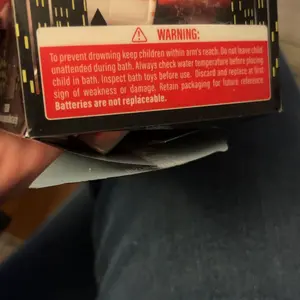 WARNING:
To prevent drowning keep children within arm's reach. Do not leave child
unattended during bath. Always check water temperature before placing
child in bath. Inspect bath toys before use. Discard and replace at first
sign of weakness or damage. Retain packaging for future reference.
Batteries are not replaceable.